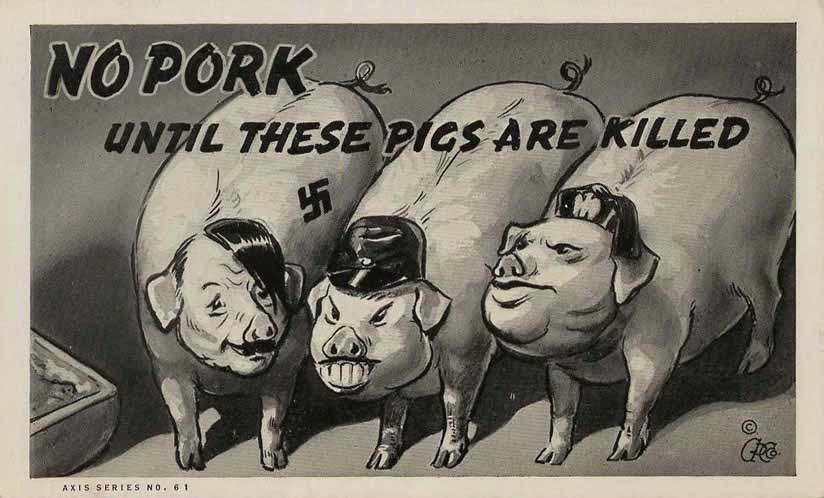 NO PORK
UNTIL THESE PIGS ARE KILLED
©
AXIS SERIES NO. 61